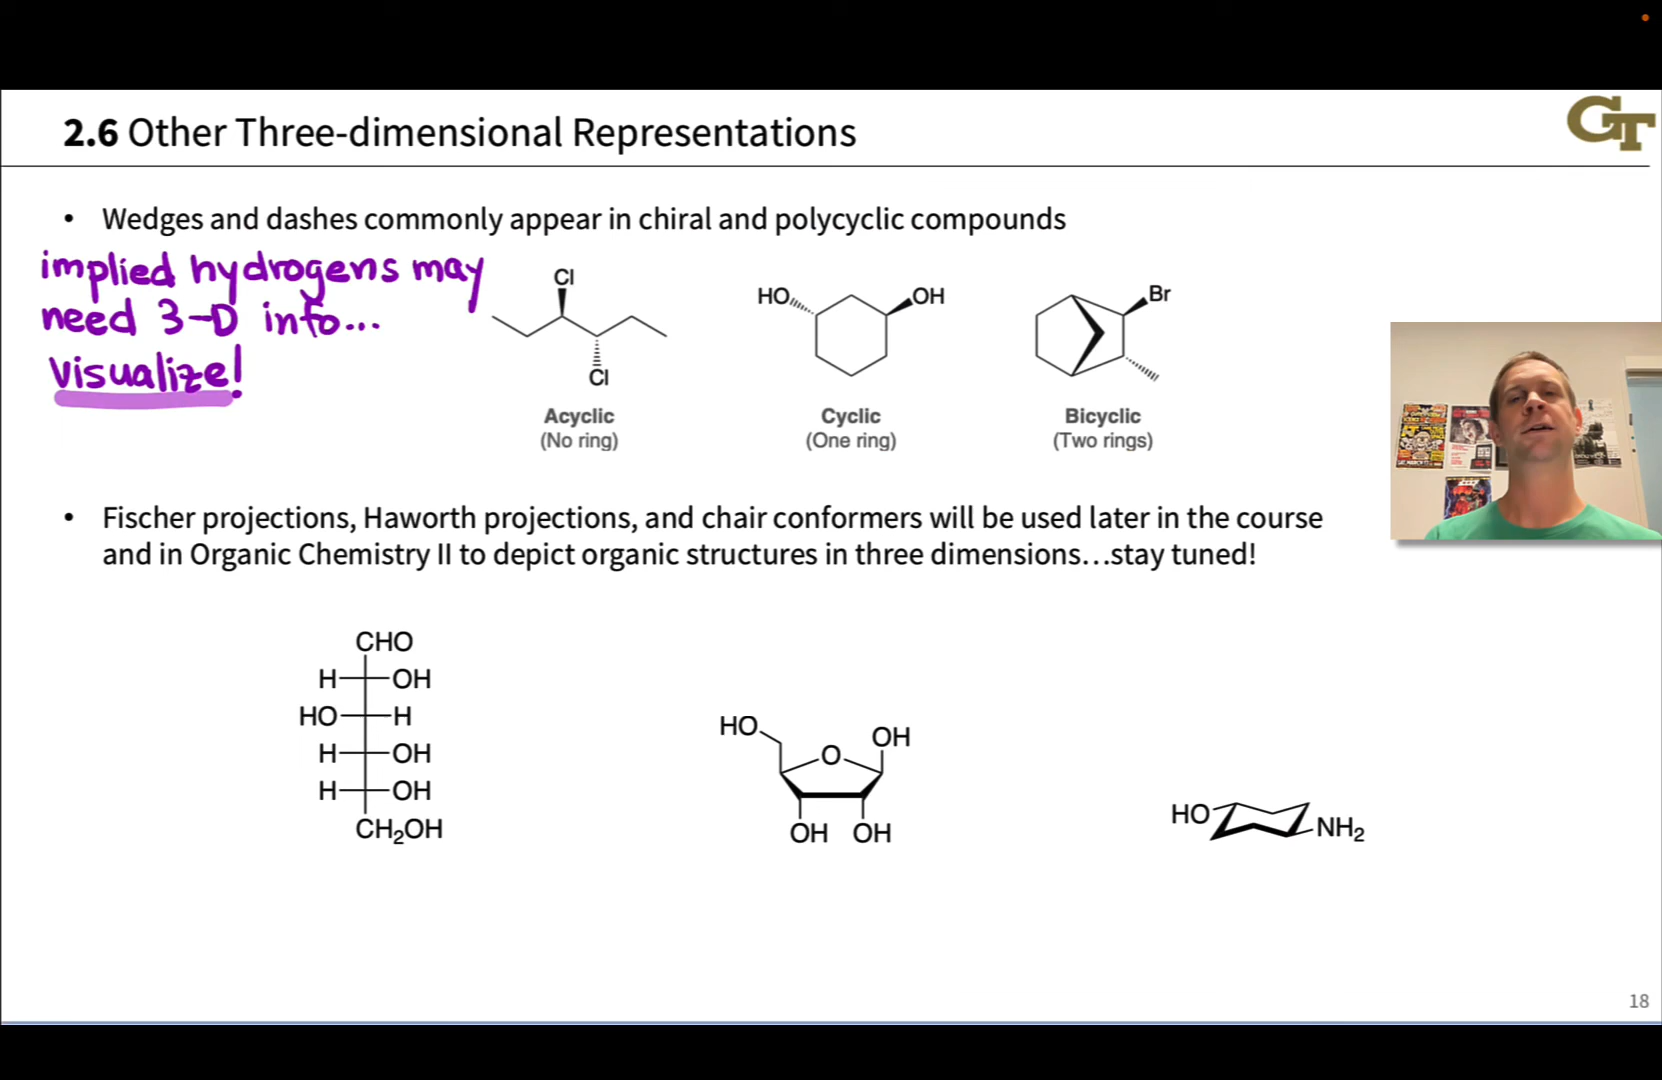 2.6 Other Three-dimensional Representations
GT
• Wedges and dashes commonly appear in chiral and polycyclic compounds
implied hydrogens may
need 3-D info...
visualize!
Cl
Cl
Acyclic
(No ring)
HO
OH
Cyclic
(One ring)
Br
Bicyclic
(Two rings)
• Fischer projections, Haworth projections, and chair conformers will be used later in the course
and in Organic Chemistry II to depict organic structures in three dimensions...stay tuned!
CHO
H OH
HO H
H OH
H OH
CH₂OH
HO
O
OH
OH OH
HO
NH₂
18